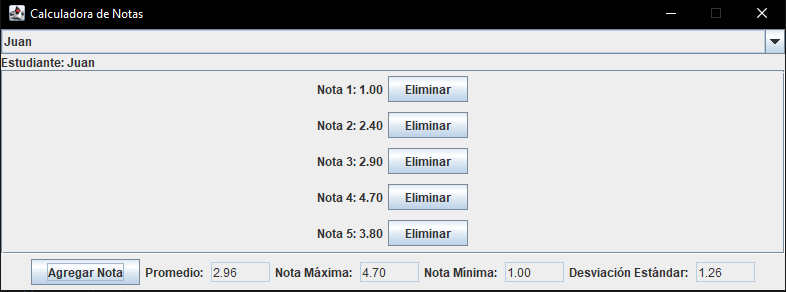 Calculadora de Notas
Juan
Estudiante: Juan
Nota 1: 1.00 Eliminar
Nota 2: 2.40 Eliminar
Nota 3: 2.90 Eliminar
Nota 4: 4.70 Eliminar
Nota 5: 3.80 Eliminar
Agregar Nota Promedio: 2.96 Nota Máxima: 4.70 Nota Mínima: 1.00 Desviación Estándar: 1.26